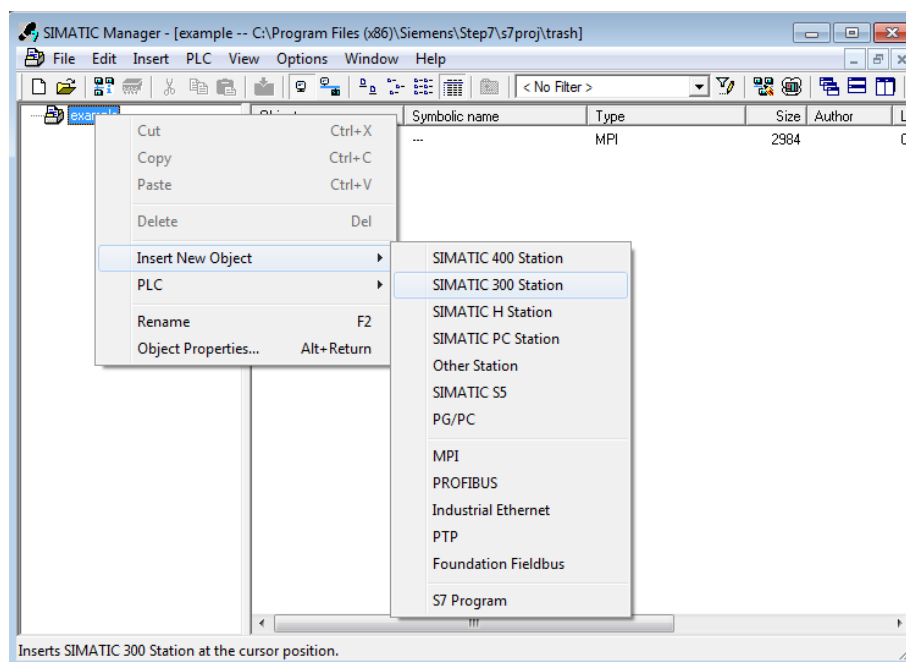 SIMATIC Manager - [example -- C:\Program Files (x86)\Siemens\Step7\s7proj\trash]
File Edit Insert PLC View Options Window Help
< No Filter >
example
Symbolic name Type Size Author L
--- MPI 2984
Cut Ctrl+X
Copy Ctrl+C
Paste Ctrl+V
Delete Del
Insert New Object
PLC
Rename F2
Object Properties... Alt+Return
SIMATIC 400 Station
SIMATIC 300 Station
SIMATIC H Station
SIMATIC PC Station
Other Station
SIMATIC S5
PG/PC
MPI
PROFIBUS
Industrial Ethernet
PTP
Foundation Fieldbus
S7 Program
Inserts SIMATIC 300 Station at the cursor position.